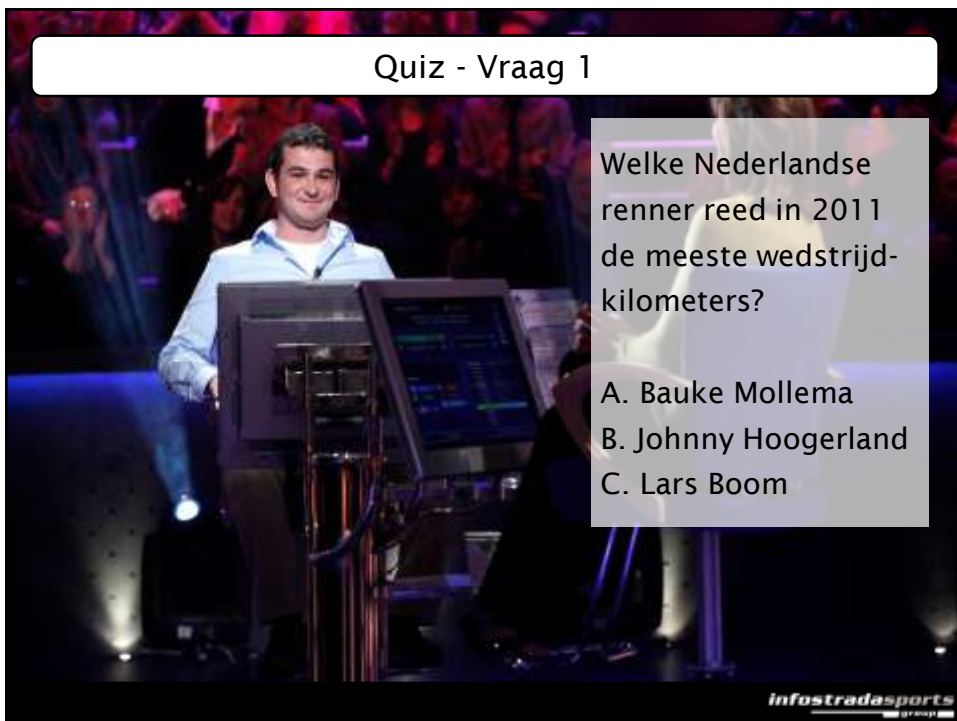 Quiz - Vraag 1
Welke Nederlandse
renner reed in 2011
de meeste wedstrijd-
kilometers?
A. Bauke Mollema
B. Johnny Hoogerland
C. Lars Boom
infostradasports
group